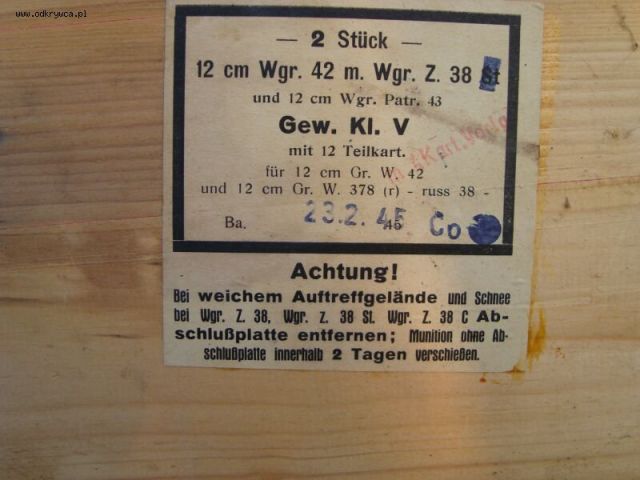 www.odkrywca.pl
— 2 Stück —
12 cm Wgr. 42 m. Wgr. Z. 38 St
und 12 cm Wgr. Patr. 43
Gew. Kl. V
mit 12 Teilkart.
für 12 cm Gr. W. 42
und 12 cm Gr. W. 378 (r) - russ 38 -
Ba. 23.2. 45 45 Co
Achtung!
Bei weichem Auftreffgelände und Schnee
bei Wgr. Z. 38, Wgr. Z. 38 St. Wgr. Z. 38 C Ab-
schlußplatte entfernen; Munition ohne Ab-
schlußplatte innerhalb 2 Tagen verschießen.